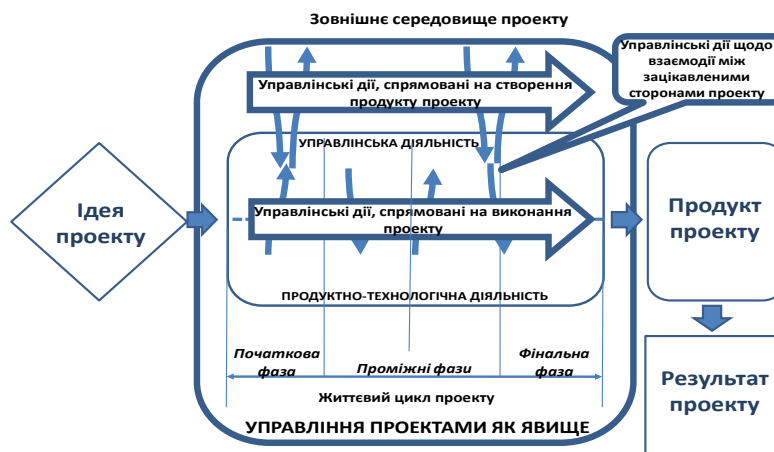 Зовнішнє середовище проекту
Управлінські дії щодо
взаємодії між
зацікавленими
сторонами проекту
Управлінські дії, спрямовані на створення
продукту проекту
УПРАВЛІНСЬКА ДІЯЛЬНІСТЬ
Ідея
проекту
Управлінські дії, спрямовані на виконання
проекту
Продукт
проекту
ПРОДУКТНО-ТЕХНОЛОГІЧНА ДІЯЛЬНІСТЬ
Початкова
фаза
Проміжні фази
Фінальна
фаза
Життєвий цикл проекту
УПРАВЛІННЯ ПРОЕКТАМИ ЯК ЯВИЩЕ
Результат
проекту